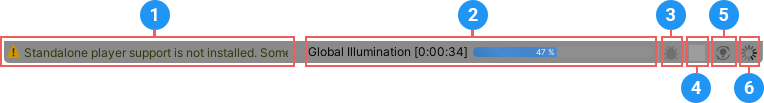 1 2 3 5
Standalone player support is not installed. Some Global Illumination [0:00:34] 47 %
4 6